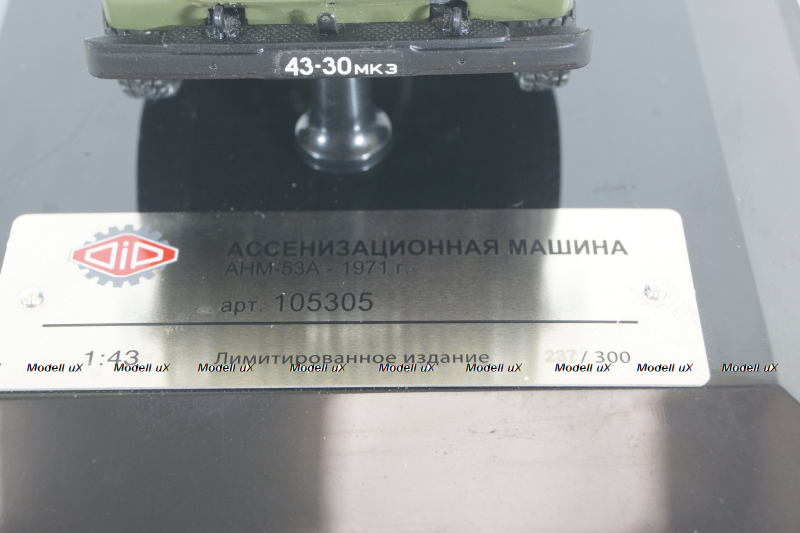 43-30МКЗ
DiD
АССЕНИЗАЦИОННАЯ МАШИНА
АНМ-53А - 1971 г.
арт. 105305
1:43 Лимитированное издание 237 / 300
Modell uX Modell uX Modell uX Modell uX Modell uX Modell uX Modell uX Modell uX Modell uX